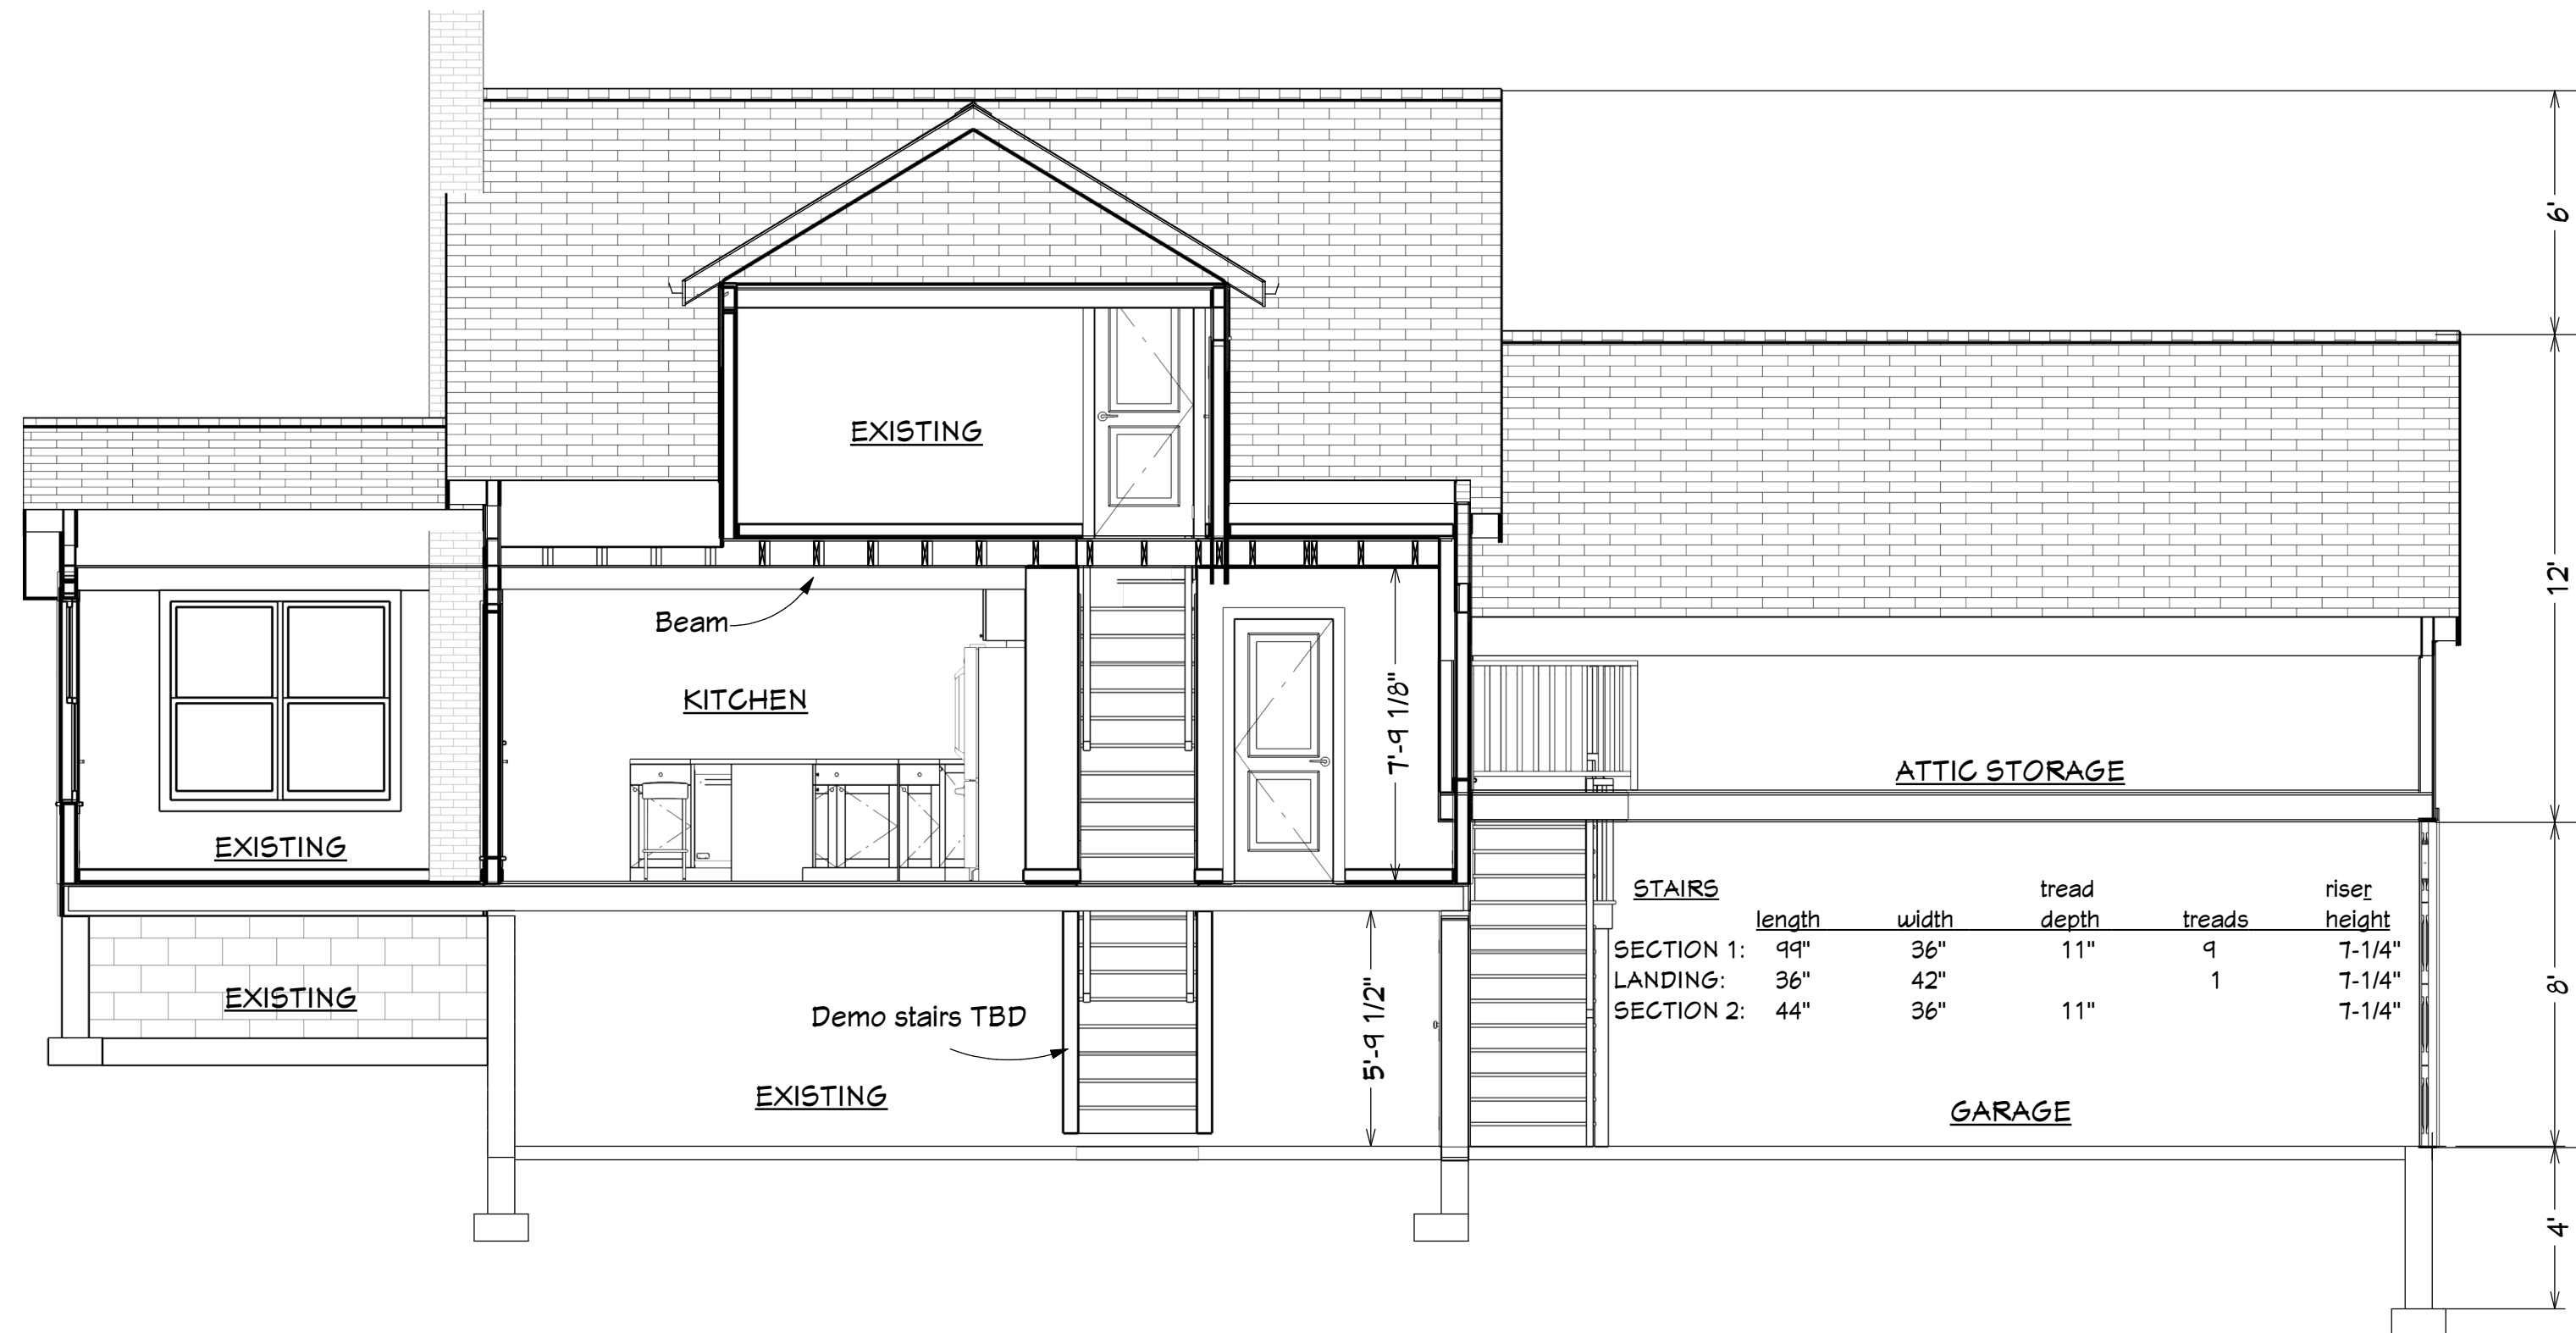 6'
EXISTING
12'
Beam
KITCHEN
7'-9 1/8"
ATTIC STORAGE
EXISTING
STAIRS tread riser
length width depth treads height
SECTION 1: 99" 36" 11" 9 7-1/4"
LANDING: 36" 42" 1 7-1/4"
SECTION 2: 44" 36" 11" 7-1/4"
8'
EXISTING
Demo stairs TBD
5'-9 1/2"
EXISTING
GARAGE
4'